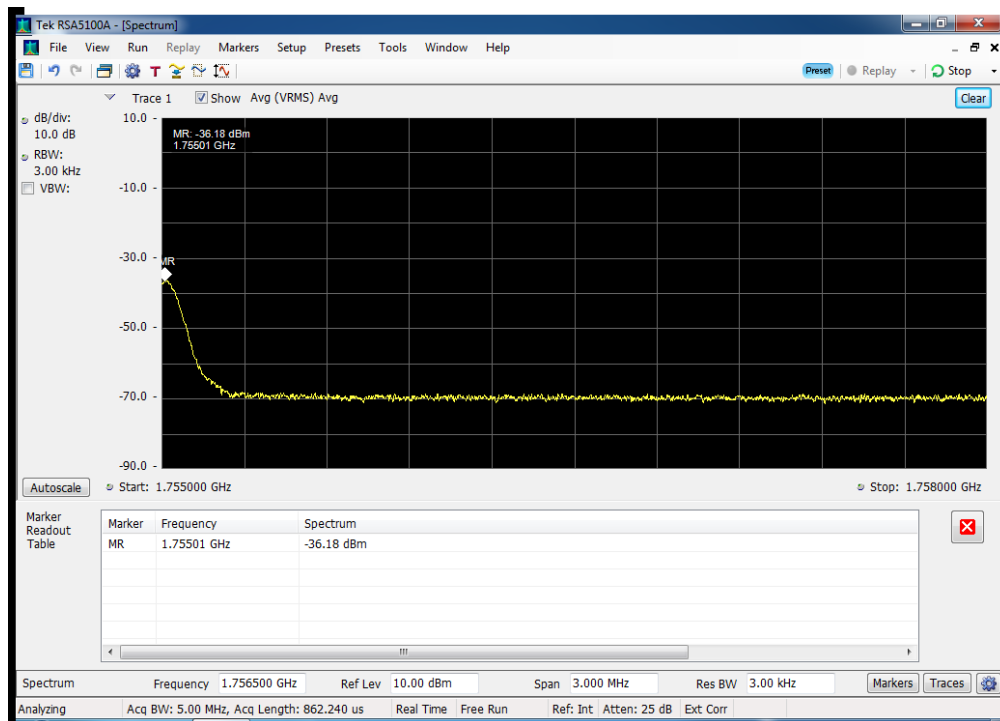 Tek RSA5100A - [Spectrum]
File View Run Replay Markers Setup Presets Tools Window Help
T Preset Replay Stop
Trace 1 Show Avg (VRMS) Avg Clear
dB/div:
10.0 dB
RBW:
3.00 kHz
VBW:
10.0
-10.0
-30.0
-50.0
-70.0
-90.0
MR: -36.18 dBm
1.75501 GHz
MR
Autoscale Start: 1.755000 GHz Stop: 1.758000 GHz
Marker
Readout
Table
Marker Frequency Spectrum
MR 1.75501 GHz -36.18 dBm
Spectrum Frequency 1.756500 GHz Ref Lev 10.00 dBm Span 3.000 MHz Res BW 3.00 kHz Markers Traces
Analyzing Acq BW: 5.00 MHz, Acq Length: 862.240 us Real Time Free Run Ref: Int Atten: 25 dB Ext Corr